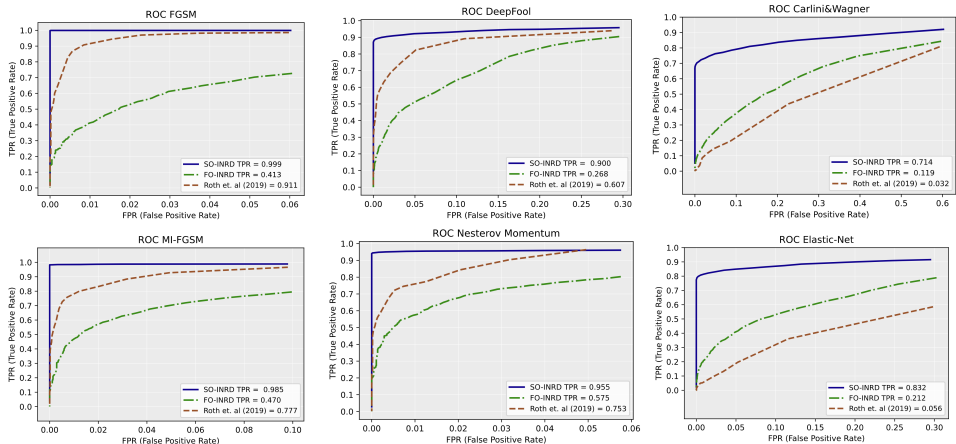 ROC FGSM
TPR (True Positive Rate)
1.0
0.9
0.8
0.7
0.6
0.5
0.4
0.3
0.2
0.1
0.0
SO-INRD TPR = 0.999
FO-INRD TPR = 0.413
Roth et. al (2019) = 0.911
0.00 0.01 0.02 0.03 0.04 0.05 0.06
FPR (False Positive Rate)
ROC DeepFool
TPR (True Positive Rate)
1.0
0.9
0.8
0.7
0.6
0.5
0.4
0.3
0.2
0.1
0.0
SO-INRD TPR = 0.900
FO-INRD TPR = 0.268
Roth et. al (2019) = 0.607
0.00 0.05 0.10 0.15 0.20 0.25 0.30
FPR (False Positive Rate)
ROC Carlini&Wagner
TPR (True Positive Rate)
1.0
0.9
0.8
0.7
0.6
0.5
0.4
0.3
0.2
0.1
0.0
SO-INRD TPR = 0.714
FO-INRD TPR = 0.119
Roth et. al (2019) = 0.032
0.0 0.1 0.2 0.3 0.4 0.5 0.6
FPR (False Positive Rate)
ROC MI-FGSM
TPR (True Positive Rate)
1.0
0.9
0.8
0.7
0.6
0.5
0.4
0.3
0.2
0.1
0.0
SO-INRD TPR = 0.985
FO-INRD TPR = 0.470
Roth et. al (2019) = 0.777
0.00 0.02 0.04 0.06 0.08 0.10
FPR (False Positive Rate)
ROC Nesterov Momentum
TPR (True Positive Rate)
1.0
0.9
0.8
0.7
0.6
0.5
0.4
0.3
0.2
0.1
0.0
SO-INRD TPR = 0.955
FO-INRD TPR = 0.575
Roth et. al (2019) = 0.753
0.00 0.01 0.02 0.03 0.04 0.05 0.06
FPR (False Positive Rate)
ROC Elastic-Net
TPR (True Positive Rate)
1.0
0.9
0.8
0.7
0.6
0.5
0.4
0.3
0.2
0.1
0.0
SO-INRD TPR = 0.832
FO-INRD TPR = 0.212
Roth et. al (2019) = 0.056
0.00 0.05 0.10 0.15 0.20 0.25 0.30
FPR (False Positive Rate)